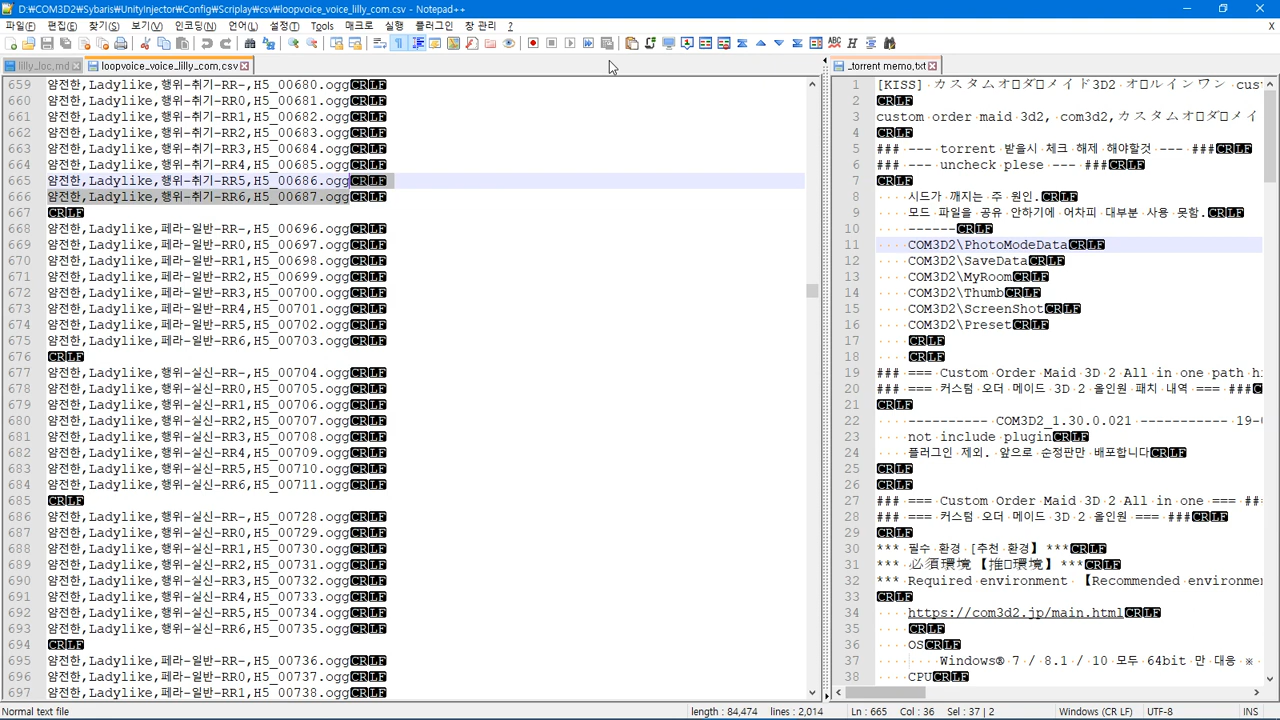 D:₩COM3D2₩Sybaris₩UnityInjector₩Config₩Scriplay₩csv₩loopvoice_voice_lilly_com.csv - Notepad++
파일(F) 편집(E) 찾기(S) 보기(V) 인코딩(N) 언어(L) 설정(T) Tools 매크로 실행 플러그인 창 관리 ? X
lilly_loc,md loopvoice_voice_lilly_com,csv
659 얌전한,Ladylike,행위-취기-RR-,H5_00680.oggCRLF
660 얌전한,Ladylike,행위-취기-RR0,H5_00681.oggCRLF
661 얌전한,Ladylike,행위-취기-RR1,H5_00682.oggCRLF
662 얌전한,Ladylike,행위-취기-RR2,H5_00683.oggCRLF
663 얌전한,Ladylike,행위-취기-RR3,H5_00684.oggCRLF
664 얌전한,Ladylike,행위-취기-RR4,H5_00685.oggCRLF
665 얌전한,Ladylike,행위-취기-RR5,H5_00686.oggCRLF
666 얌전한,Ladylike,행위-취기-RR6,H5_00687.oggCRLF
667 CRLF
668 얌전한,Ladylike,페라-일반-RR-,H5_00696.oggCRLF
669 얌전한,Ladylike,페라-일반-RR0,H5_00697.oggCRLF
670 얌전한,Ladylike,페라-일반-RR1,H5_00698.oggCRLF
671 얌전한,Ladylike,페라-일반-RR2,H5_00699.oggCRLF
672 얌전한,Ladylike,페라-일반-RR3,H5_00700.oggCRLF
673 얌전한,Ladylike,페라-일반-RR4,H5_00701.oggCRLF
674 얌전한,Ladylike,페라-일반-RR5,H5_00702.oggCRLF
675 얌전한,Ladylike,페라-일반-RR6,H5_00703.oggCRLF
676 CRLF
677 얌전한,Ladylike,행위-실신-RR-,H5_00704.oggCRLF
678 얌전한,Ladylike,행위-실신-RR0,H5_00705.oggCRLF
679 얌전한,Ladylike,행위-실신-RR1,H5_00706.oggCRLF
680 얌전한,Ladylike,행위-실신-RR2,H5_00707.oggCRLF
681 얌전한,Ladylike,행위-실신-RR3,H5_00708.oggCRLF
682 얌전한,Ladylike,행위-실신-RR4,H5_00709.oggCRLF
683 얌전한,Ladylike,행위-실신-RR5,H5_00710.oggCRLF
684 얌전한,Ladylike,행위-실신-RR6,H5_00711.oggCRLF
685 CRLF
686 얌전한,Ladylike,행위-실신-RR-,H5_00728.oggCRLF
687 얌전한,Ladylike,행위-실신-RR0,H5_00729.oggCRLF
688 얌전한,Ladylike,행위-실신-RR1,H5_00730.oggCRLF
689 얌전한,Ladylike,행위-실신-RR2,H5_00731.oggCRLF
690 얌전한,Ladylike,행위-실신-RR3,H5_00732.oggCRLF
691 얌전한,Ladylike,행위-실신-RR4,H5_00733.oggCRLF
692 얌전한,Ladylike,행위-실신-RR5,H5_00734.oggCRLF
693 얌전한,Ladylike,행위-실신-RR6,H5_00735.oggCRLF
694 CRLF
695 얌전한,Ladylike,페라-일반-RR-,H5_00736.oggCRLF
696 얌전한,Ladylike,페라-일반-RR0,H5_00737.oggCRLF
697 얌전한,Ladylike,페라-일반-RR1,H5_00738.oggCRLF
_torrent memo,txt
1 [KISS] カスタムオ□ダ□メイド3D2 オ□ルインワン cus
2 CRLF
3 custom order maid 3d2, com3d2,カスタムオ□ダ□メイ
4 CRLF
5 ### --- torrent 받을시 체크 해제 해야할것 --- ###CRLF
6 ### --- uncheck plese --- ###CRLF
7 CRLF
8 시드가 깨지는 주 원인.CRLF
9 모드 파일을 공유 안하기에 어차피 대부분 사용 못함.CRLF
10 ------CRLF
11 COM3D2\PhotoModeDataCRLF
12 COM3D2\SaveDataCRLF
13 COM3D2\MyRoomCRLF
14 COM3D2\ThumbCRLF
15 COM3D2\ScreenShotCRLF
16 COM3D2\PresetCRLF
17 CRLF
18 CRLF
19 ### === Custom Order Maid 3D 2 All in one path h
20 ### === 커스텀 오더 메이드 3D 2 올인원 패치 내역 === ###C
21 CRLF
22 ---------- COM3D2_1.30.0.021 ----------- 19-
23 not include pluginCRLF
24 플러그인 제외. 앞으로 순정판만 배포합니다CRLF
25 CRLF
26 CRLF
27 ### === Custom Order Maid 3D 2 All in one === ##
28 ### === 커스텀 오더 메이드 3D 2 올인원 === ###CRLF
29 CRLF
30 *** 필수 환경 [추천 환경】 ***CRLF
31 *** 必須環境 【推□環境】 ***CRLF
32 *** Required environment 【Recommended environme
33 CRLF
34 https://com3d2.jp/main.htmlCRLF
35 CRLF
36 OSCRLF
37 Windows® 7 / 8.1 / 10 모두 64bit 만 대응 ※
38 CPUCRLF
Normal text file length : 84,474 lines : 2,014 Ln : 665 Col : 36 Sel : 37 | 2 Windows (CR LF) UTF-8 INS